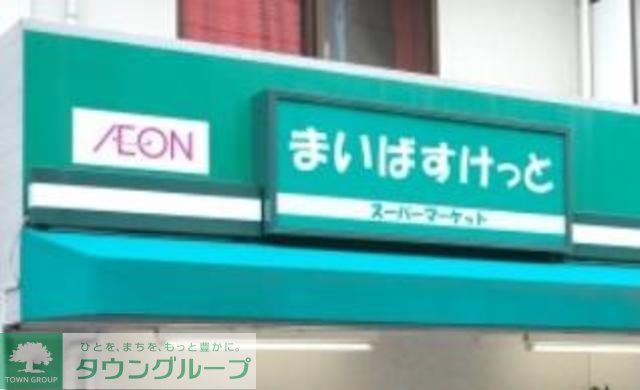 ÆON
まいばすけっと
スーパーマーケット
ひとを、まちを、もっと豊かに。
タウングループ
TOWN GROUP